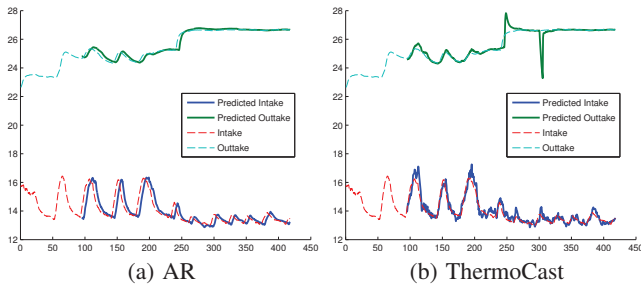 28
26
24
22
20
18
16
14
12
0 50 100 150 200 250 300 350 400 450
Predicted Intake
Predicted Outtake
Intake
Outtake
(a) AR
28
26
24
22
20
18
16
14
12
0 50 100 150 200 250 300 350 400 450
Predicted Intake
Predicted Outtake
Intake
Outtake
(b) ThermoCast